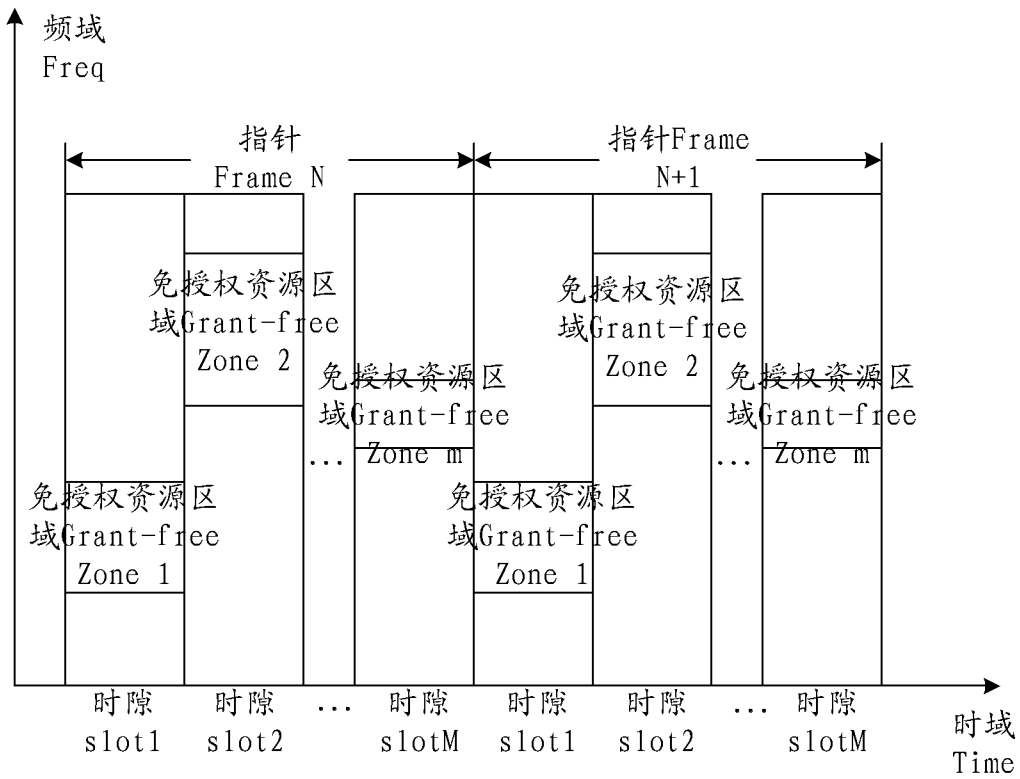 频域
Freq
指针
Frame N
指针Frame
N+1
免授权资源区
域Grant-free
Zone 2
免授权资源区
域Grant-free
Zone 2
免授权资源区
域Grant-free
Zone m
免授权资源区
域Grant-free
Zone m
...
...
免授权资源区
域Grant-free
Zone 1
免授权资源区
域Grant-free
Zone 1
时隙
slot1
时隙
slot2
...
时隙
slotM
时隙
slot1
时隙
slot2
...
时隙
slotM
时域
Time